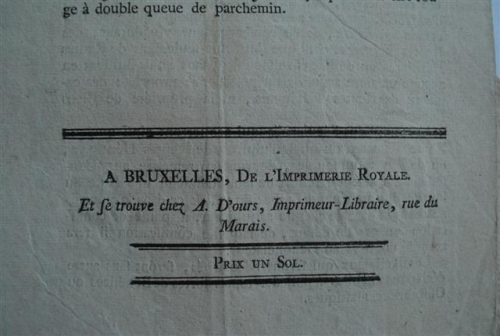 ge à double queue de parchemin.
A BRUXELLES, DE L'IMPRIMERIE ROYALE.
Et ſe trouve chez A. D'ours, Imprimeur-Libraire, rue du
Marais.
PRIX UN SOL.